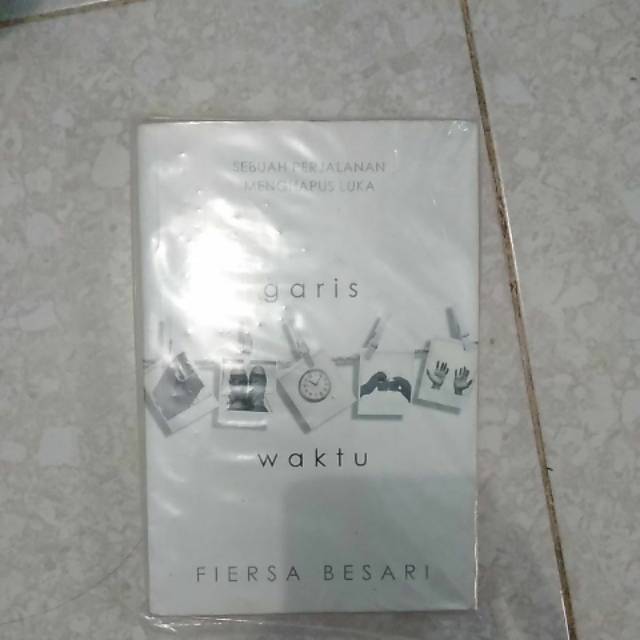 SEBUAH PERJALANAN
MENGHAPUS LUKA
garis
waktu
FIERSA BESARI